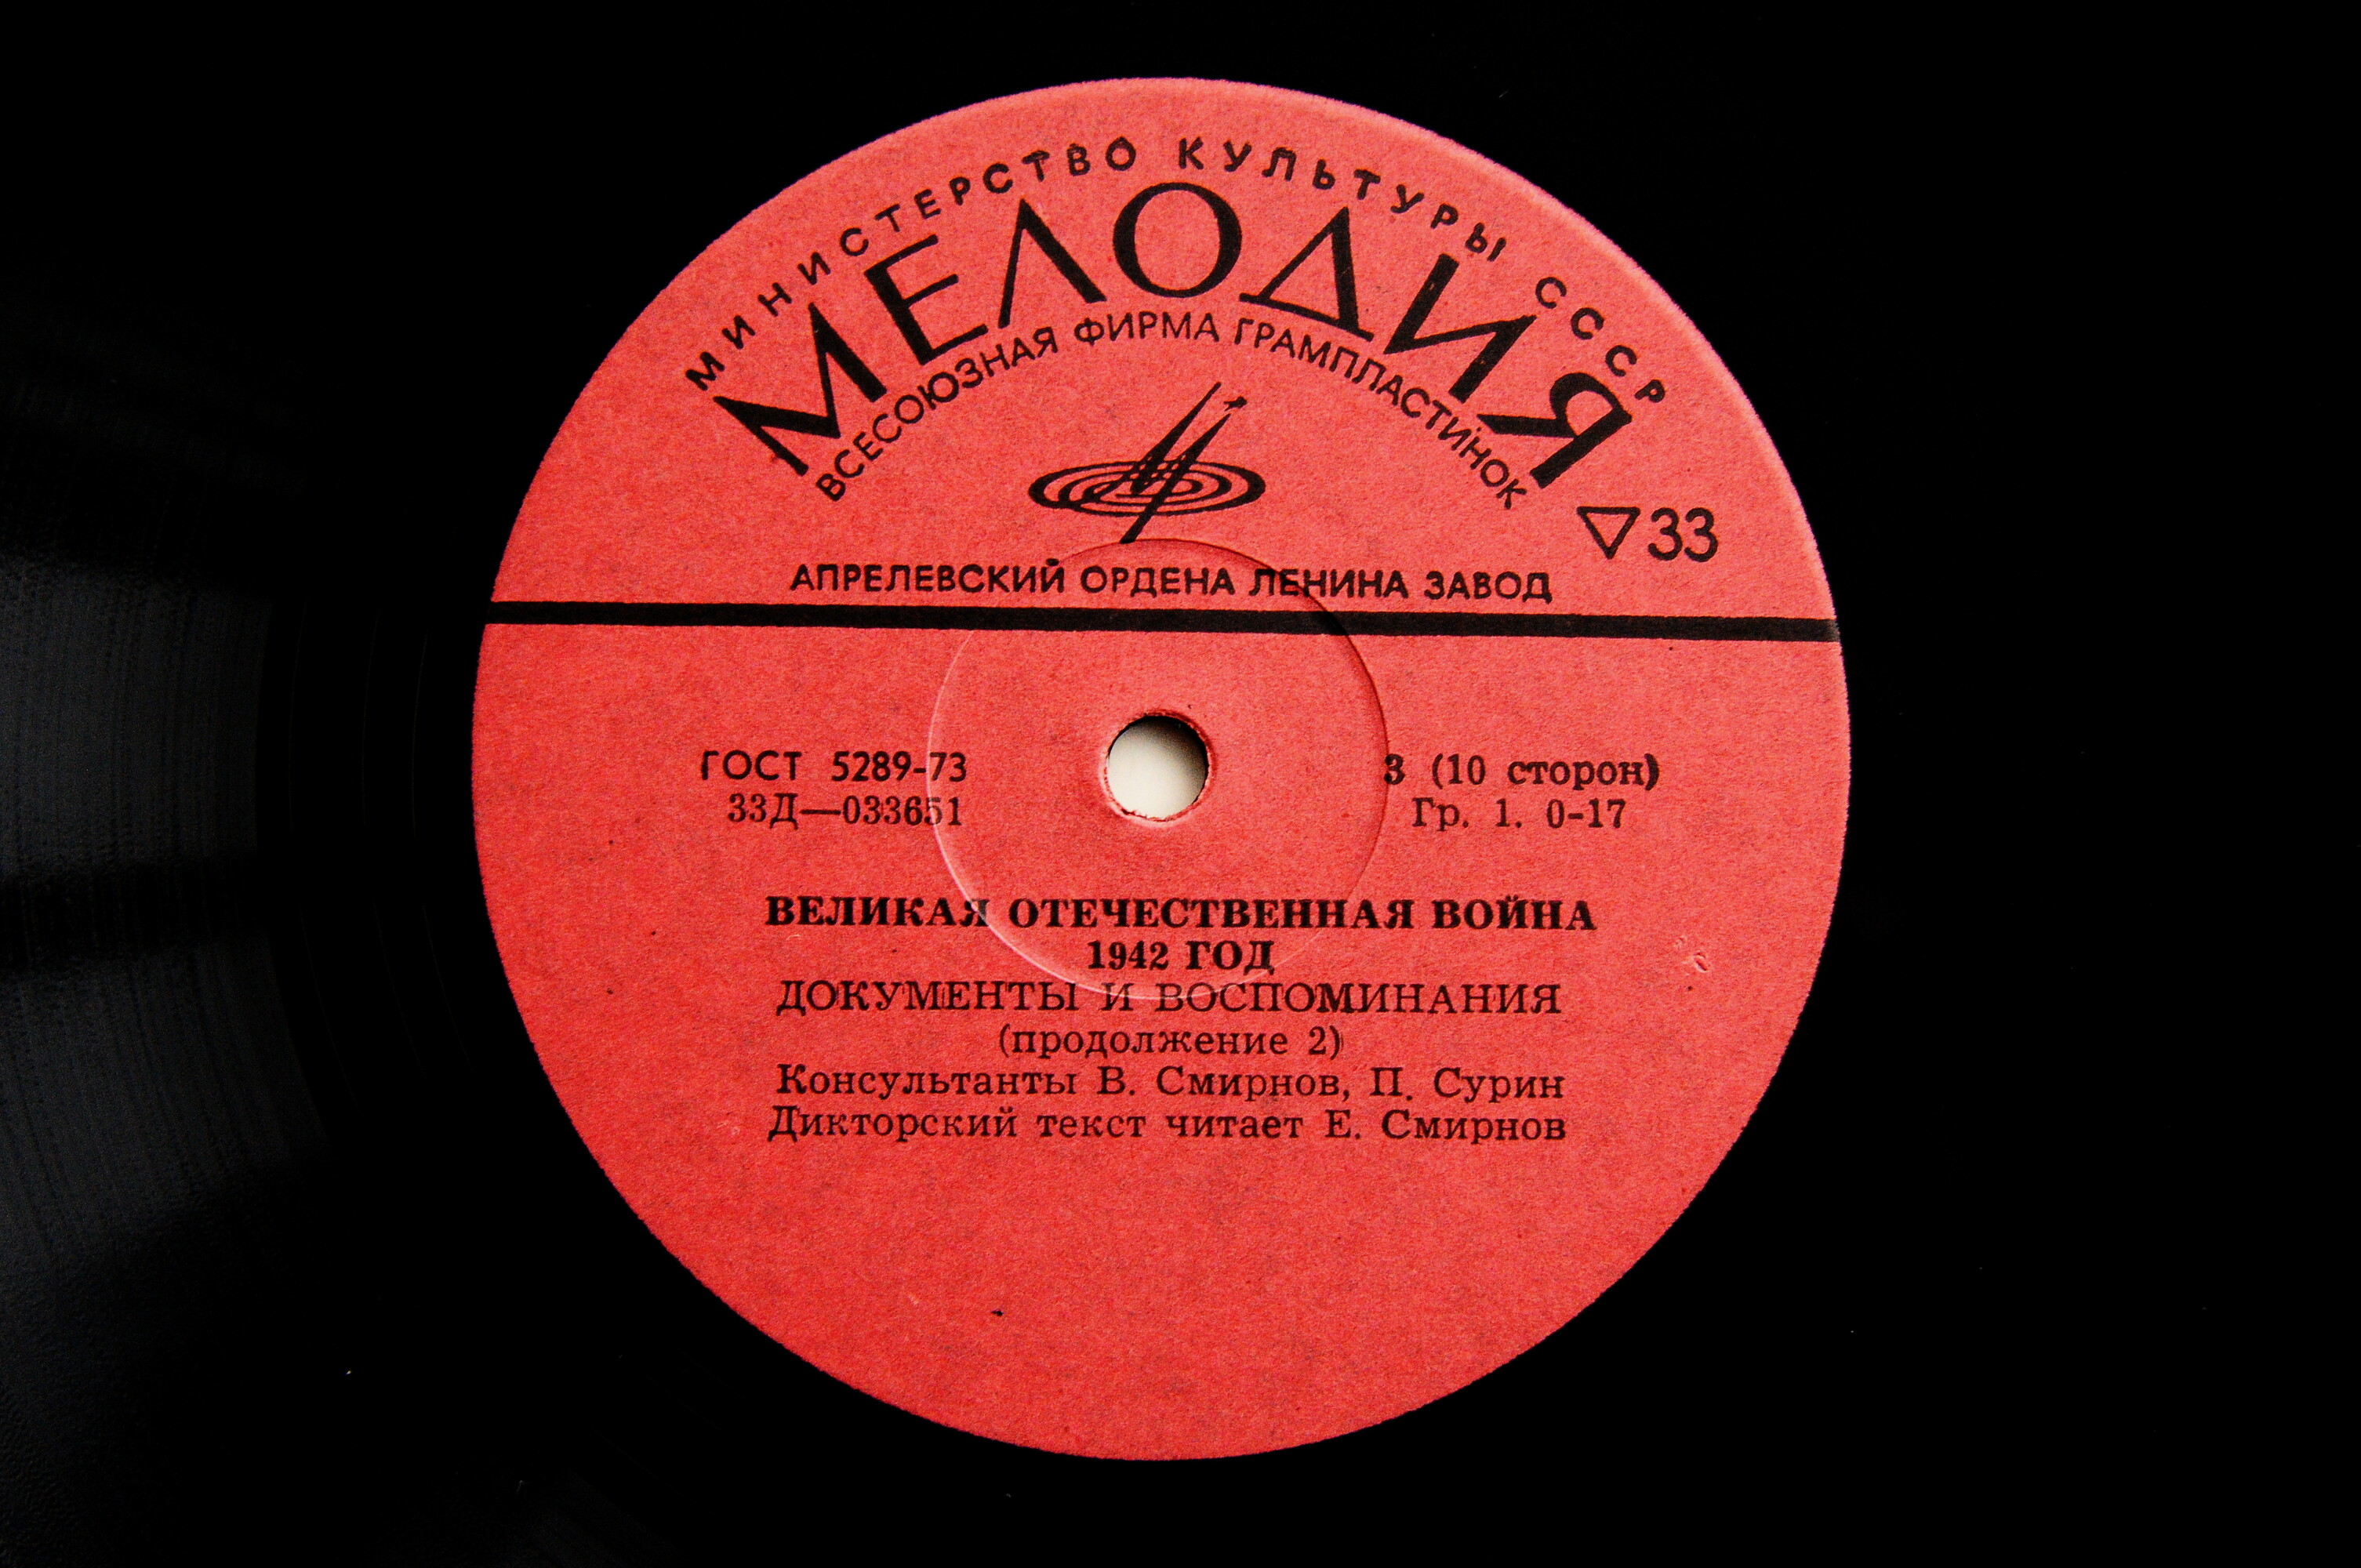 МИНИСТЕРСТВО КУЛЬТУРЫ СССР
МЕЛОДИЯ
ВСЕСОЮЗНАЯ ФИРМА ГРАМПЛАСТИНОК
▽33
АПРЕЛЕВСКИЙ ОРДЕНА ЛЕНИНА ЗАВОД
ГОСТ 5289-73
33Д—033651
3 (10 сторон)
Гр. 1. 0-17
ВЕЛИКАЯ ОТЕЧЕСТВЕННАЯ ВОЙНА
1942 ГОД
ДОКУМЕНТЫ И ВОСПОМИНАНИЯ
(продолжение 2)
Консультанты В. Смирнов, П. Сурин
Дикторский текст читает Е. Смирнов